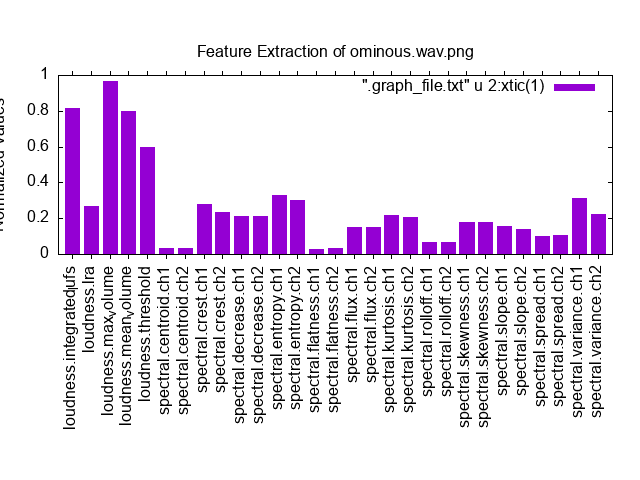 Feature Extraction of ominous.wav.png
Normalized Values
".graph_file.txt" u 2:xtic(1)
1
0.8
0.6
0.4
0.2
0
loudness.integratedlufs
loudness.lra
loudness.maxvolume
loudness.meanvolume
loudness.threshold
spectral.centroid.ch1
spectral.centroid.ch2
spectral.crest.ch1
spectral.crest.ch2
spectral.decrease.ch1
spectral.decrease.ch2
spectral.entropy.ch1
spectral.entropy.ch2
spectral.flatness.ch1
spectral.flatness.ch2
spectral.flux.ch1
spectral.flux.ch2
spectral.kurtosis.ch1
spectral.kurtosis.ch2
spectral.rolloff.ch1
spectral.rolloff.ch2
spectral.skewness.ch1
spectral.skewness.ch2
spectral.slope.ch1
spectral.slope.ch2
spectral.spread.ch1
spectral.spread.ch2
spectral.variance.ch1
spectral.variance.ch2